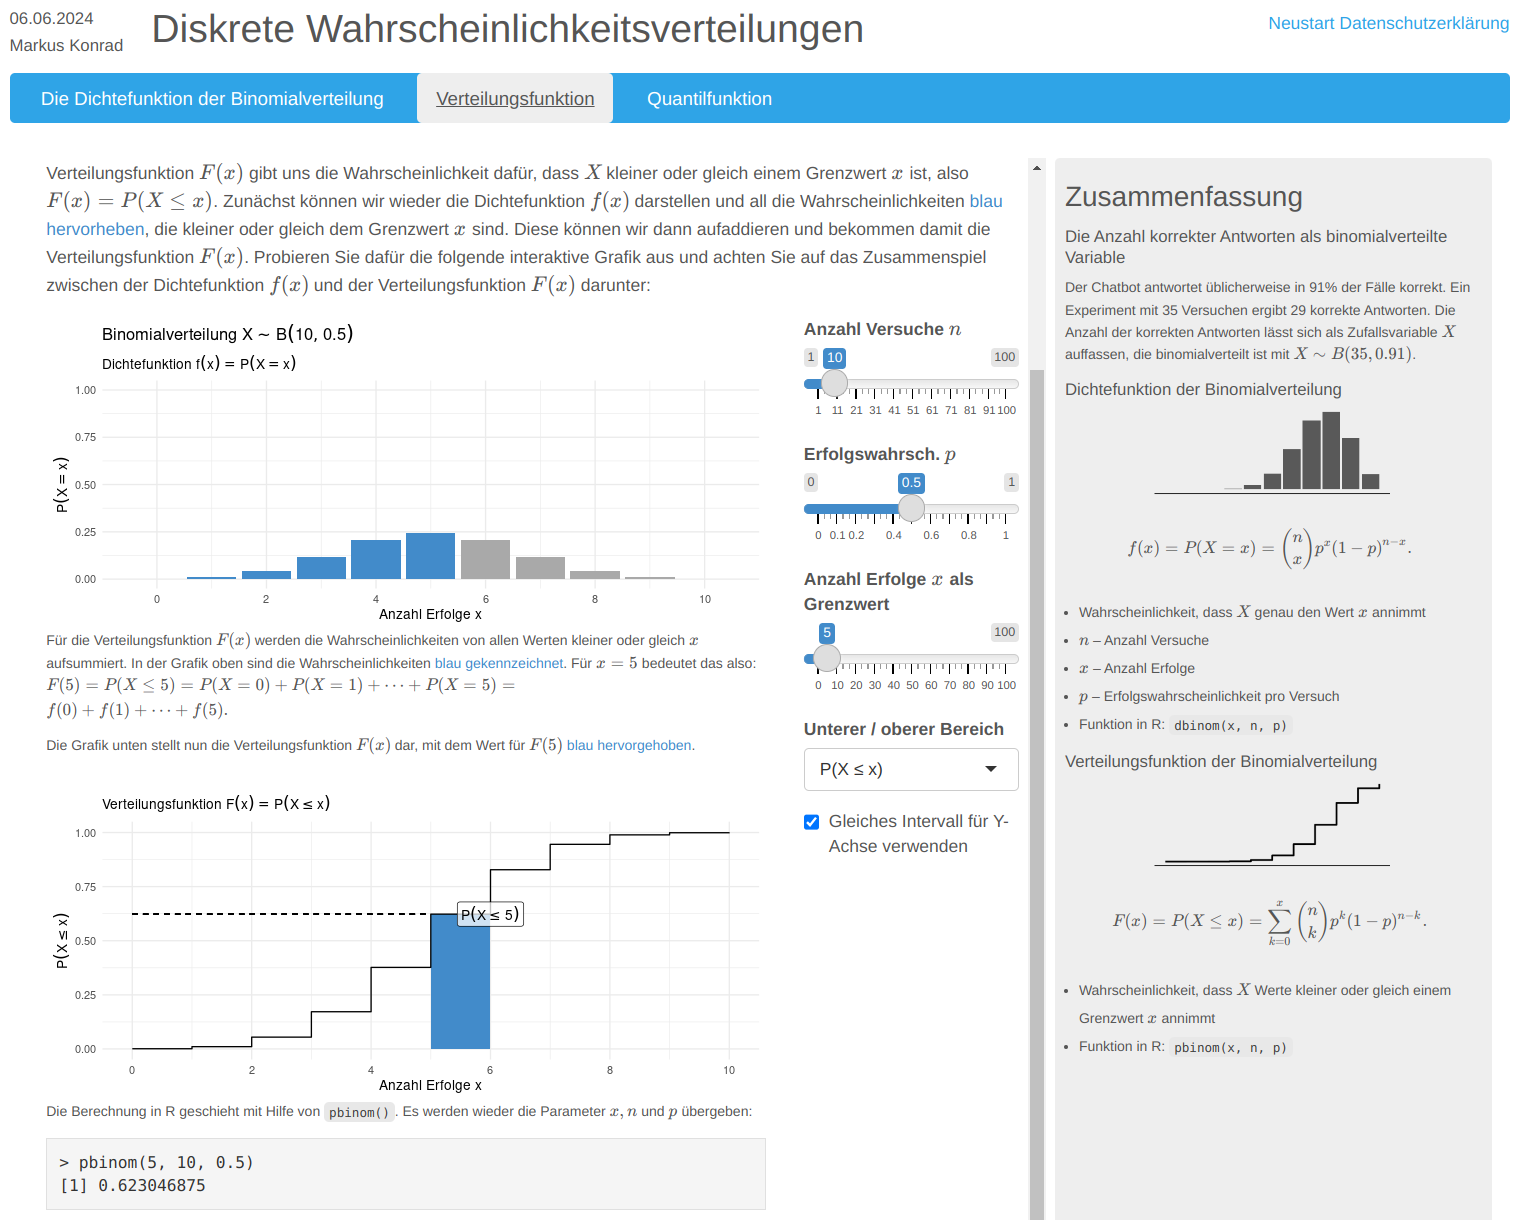 06.06.2024
Markus Konrad
Diskrete Wahrscheinlichkeitsverteilungen
Neustart Datenschutzerklärung
Die Dichtefunktion der Binomialverteilung
Verteilungsfunktion
Quantilfunktion
Verteilungsfunktion F(x) gibt uns die Wahrscheinlichkeit dafür, dass X kleiner oder gleich einem Grenzwert x ist, also
F(x) = P(X ≤ x). Zunächst können wir wieder die Dichtefunktion f(x) darstellen und all die Wahrscheinlichkeiten blau
hervorheben, die kleiner oder gleich dem Grenzwert x sind. Diese können wir dann aufaddieren und bekommen damit die
Verteilungsfunktion F(x). Probieren Sie dafür die folgende interaktive Grafik aus und achten Sie auf das Zusammenspiel
zwischen der Dichtefunktion f(x) und der Verteilungsfunktion F(x) darunter:
Binomialverteilung X ~ B(10, 0.5)
Dichtefunktion f(x) = P(X = x)
1.00
0.75
0.50
0.25
0.00
P(X = x)
0 2 4 6 8 10
Anzahl Erfolge x
Für die Verteilungsfunktion F(x) werden die Wahrscheinlichkeiten von allen Werten kleiner oder gleich x
aufsummiert. In der Grafik oben sind die Wahrscheinlichkeiten blau gekennzeichnet. Für x = 5 bedeutet das also:
F(5) = P(X ≤ 5) = P(X = 0) + P(X = 1) + ⋯ + P(X = 5) =
f(0) + f(1) + ⋯ + f(5).
Die Grafik unten stellt nun die Verteilungsfunktion F(x) dar, mit dem Wert für F(5) blau hervorgehoben.
Verteilungsfunktion F(x) = P(X ≤ x)
1.00
0.75
0.50
0.25
0.00
P(X ≤ x)
P(X ≤ 5)
0 2 4 6 8 10
Anzahl Erfolge x
Die Berechnung in R geschieht mit Hilfe von pbinom(). Es werden wieder die Parameter x, n und p übergeben:
> pbinom(5, 10, 0.5)
[1] 0.623046875
Anzahl Versuche n
1 10 100
1 11 21 31 41 51 61 71 81 91 100
Erfolgswahrsch. p
0 0.5 1
0 0.1 0.2 0.4 0.6 0.8 1
Anzahl Erfolge x als
Grenzwert
5 100
0 10 20 30 40 50 60 70 80 90 100
Unterer / oberer Bereich
P(X ≤ x)
Gleiches Intervall für Y-
Achse verwenden
Zusammenfassung
Die Anzahl korrekter Antworten als binomialverteilte
Variable
Der Chatbot antwortet üblicherweise in 91% der Fälle korrekt. Ein
Experiment mit 35 Versuchen ergibt 29 korrekte Antworten. Die
Anzahl der korrekten Antworten lässt sich als Zufallsvariable X
auffassen, die binomialverteilt ist mit X ∼ B(35, 0.91).
Dichtefunktion der Binomialverteilung
f(x) = P(X = x) = (n x) pˣ(1 − p)ⁿ⁻ˣ.
• Wahrscheinlichkeit, dass X genau den Wert x annimmt
• n – Anzahl Versuche
• x – Anzahl Erfolge
• p – Erfolgswahrscheinlichkeit pro Versuch
• Funktion in R: dbinom(x, n, p)
Verteilungsfunktion der Binomialverteilung
F(x) = P(X ≤ x) = ∑ₖ₌₀ˣ (n k) pᵏ(1 − p)ⁿ⁻ᵏ.
• Wahrscheinlichkeit, dass X Werte kleiner oder gleich einem
Grenzwert x annimmt
• Funktion in R: pbinom(x, n, p)